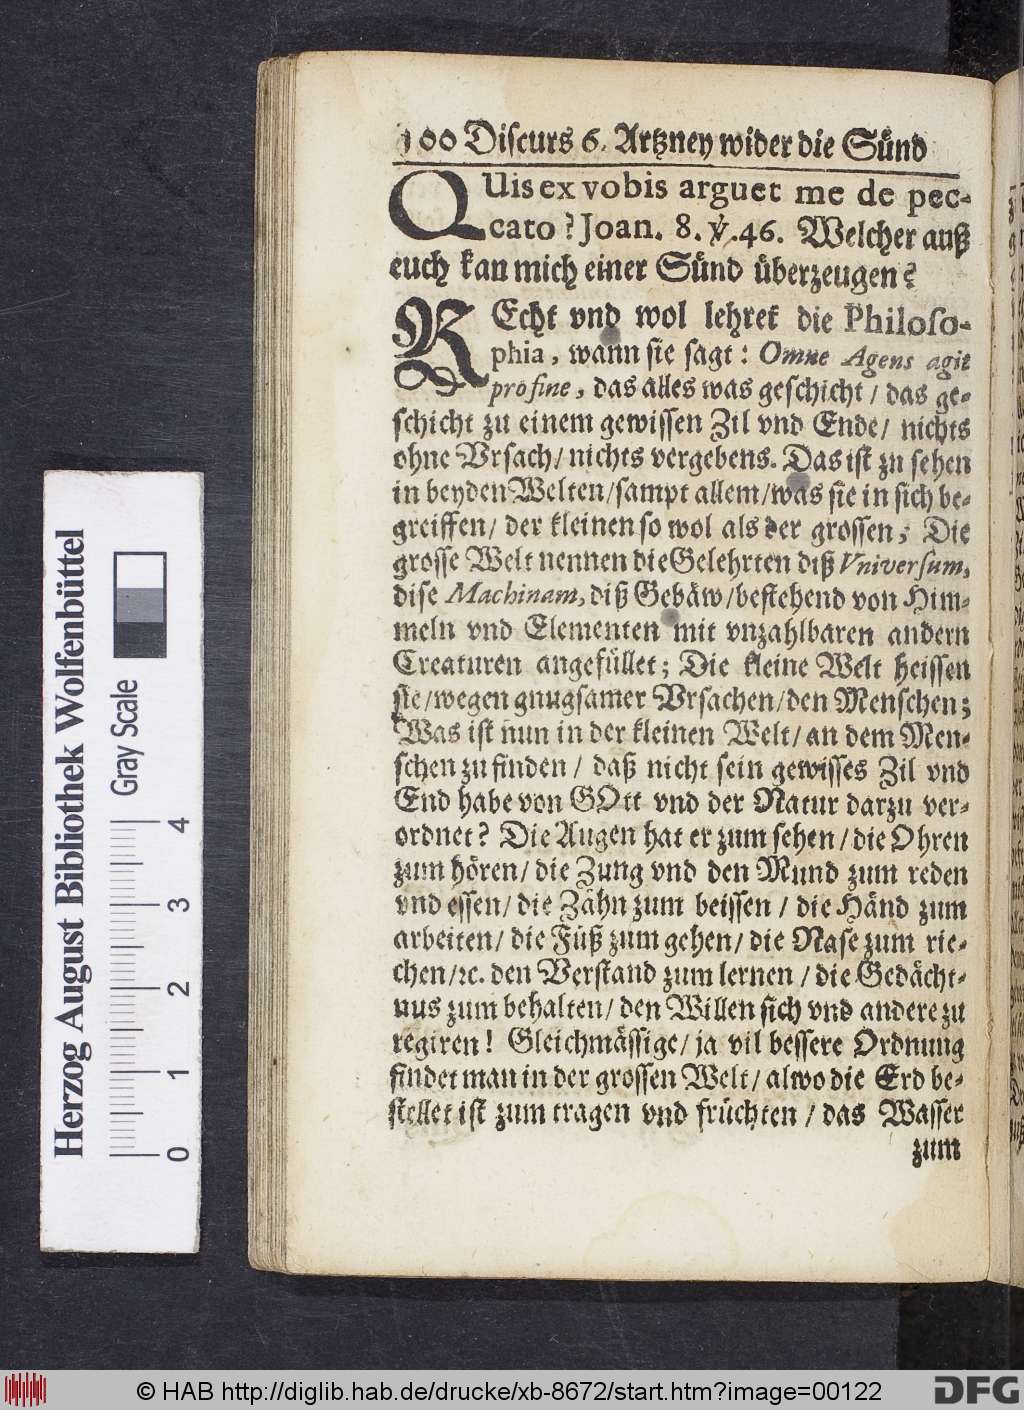 100 Discurs 6. Artzney wider die Sünd
QUis ex vobis arguet me de pec-
cato? Joan. 8. ℣. 46. Welcher auß
euch kan mich einer Sünd überzeugen?
REcht vnd wol lehret die Philoso-
phia, wann sie sagt: Omne Agens agit
pro fine, das alles was geschicht / das ge-
schicht zu einem gewissen Zil vnd Ende / nichts
ohne Vrsach / nichts vergebens. Das ist zu sehen
in beyden Welten / sampt allem / was sie in sich be-
greiffen / der kleinen so wol als der grossen; Die
grosse Welt nennen die Gelehrten diß Vniversum,
dise Machinam, diß Gebäw / bestehend von Him-
meln vnd Elementen mit vnzahlbaren andern
Creaturen angefüllet; Die kleine Welt heissen
sie / wegen gnugsamer Vrsachen / den Menschen;
Was ist nun in der kleinen Welt / an dem Men-
schen zu finden / daß nicht sein gewisses Zil vnd
End habe von GOtt vnd der Natur darzu ver-
ordnet? Die Augen hat er zum sehen / die Ohren
zum hören / die Zung vnd den Mund zum reden
vnd essen / die Zähn zum beissen / die Händ zum
arbeiten / die Füß zum gehen / die Nase zum rie-
chen / ꝛc. den Verstand zum lernen / die Gedächt-
nus zum behalten / den Willen sich vnd andere zu
regiren! Gleichmässige / ja vil bessere Ordnung
findet man in der grossen Welt / alwo die Erd be-
stellet ist zum tragen vnd früchten / das Wasser
zum
Herzog August Bibliothek Wolfenbüttel
Gray Scale
0 1 2 3 4
© HAB http://diglib.hab.de/drucke/xb-8672/start.htm?image=00122
DFG